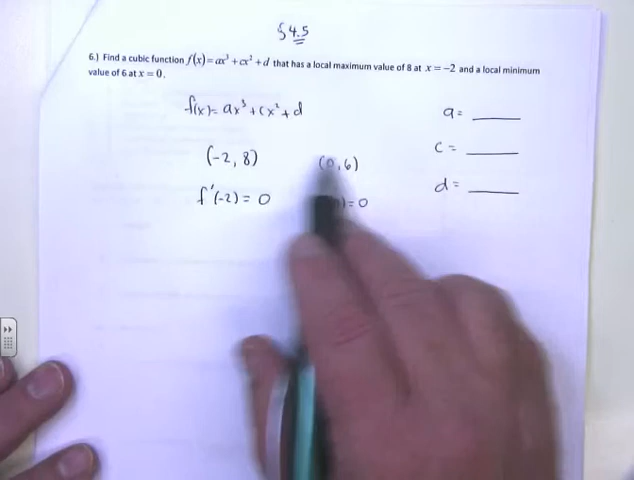 § 4.5
6.) Find a cubic function f(x) = ax³ + cx² + d that has a local maximum value of 8 at x = −2 and a local minimum
value of 6 at x = 0.
f(x) = ax³ + cx² + d
a = ____
(-2, 8) (0, 6)
c = ____
f'(-2) = 0 ) = 0
d = ____